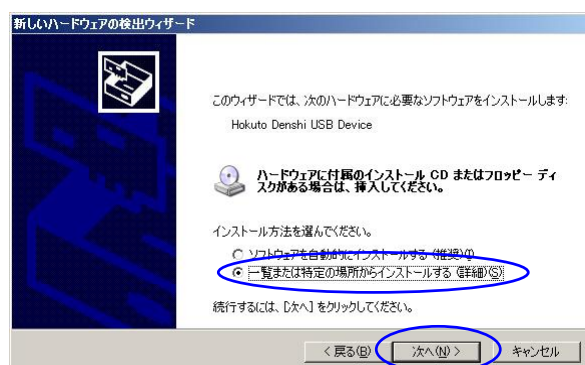 新しいハードウェアの検出ウィザード
このウィザードでは、次のハードウェアに必要なソフトウェアをインストールします:
Hokuto Denshi USB Device
ハードウェアに付属のインストール CD またはフロッピー ディ
スクがある場合は、挿入してください。
インストール方法を選んでください。
ソフトウェアを自動的にインストールする (推奨)(I)
一覧または特定の場所からインストールする (詳細)(S)
続行するには、[次へ] をクリックしてください。
< 戻る(B)
次へ(N) >
キャンセル